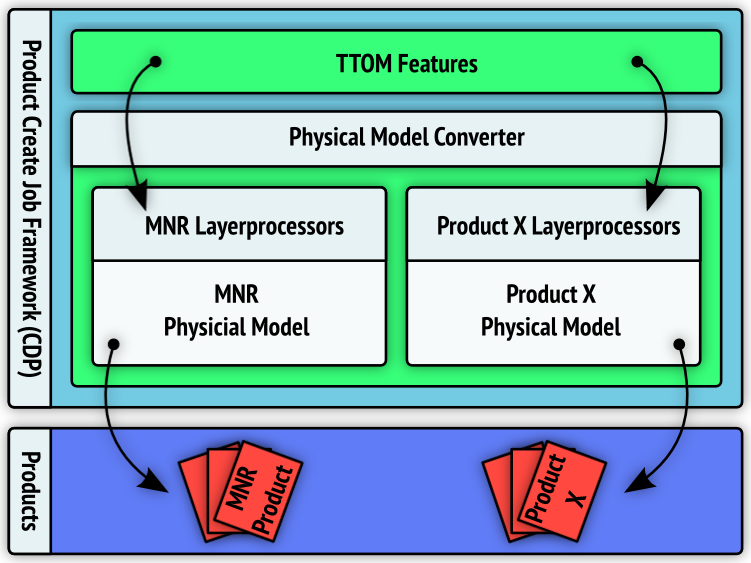 Product Create Job Framework (CDP)
TTOM Features
Physical Model Converter
MNR Layerprocessors
MNR
Physicial Model
Product X Layerprocessors
Product X
Physical Model
Products
MNR
Product
Product
X